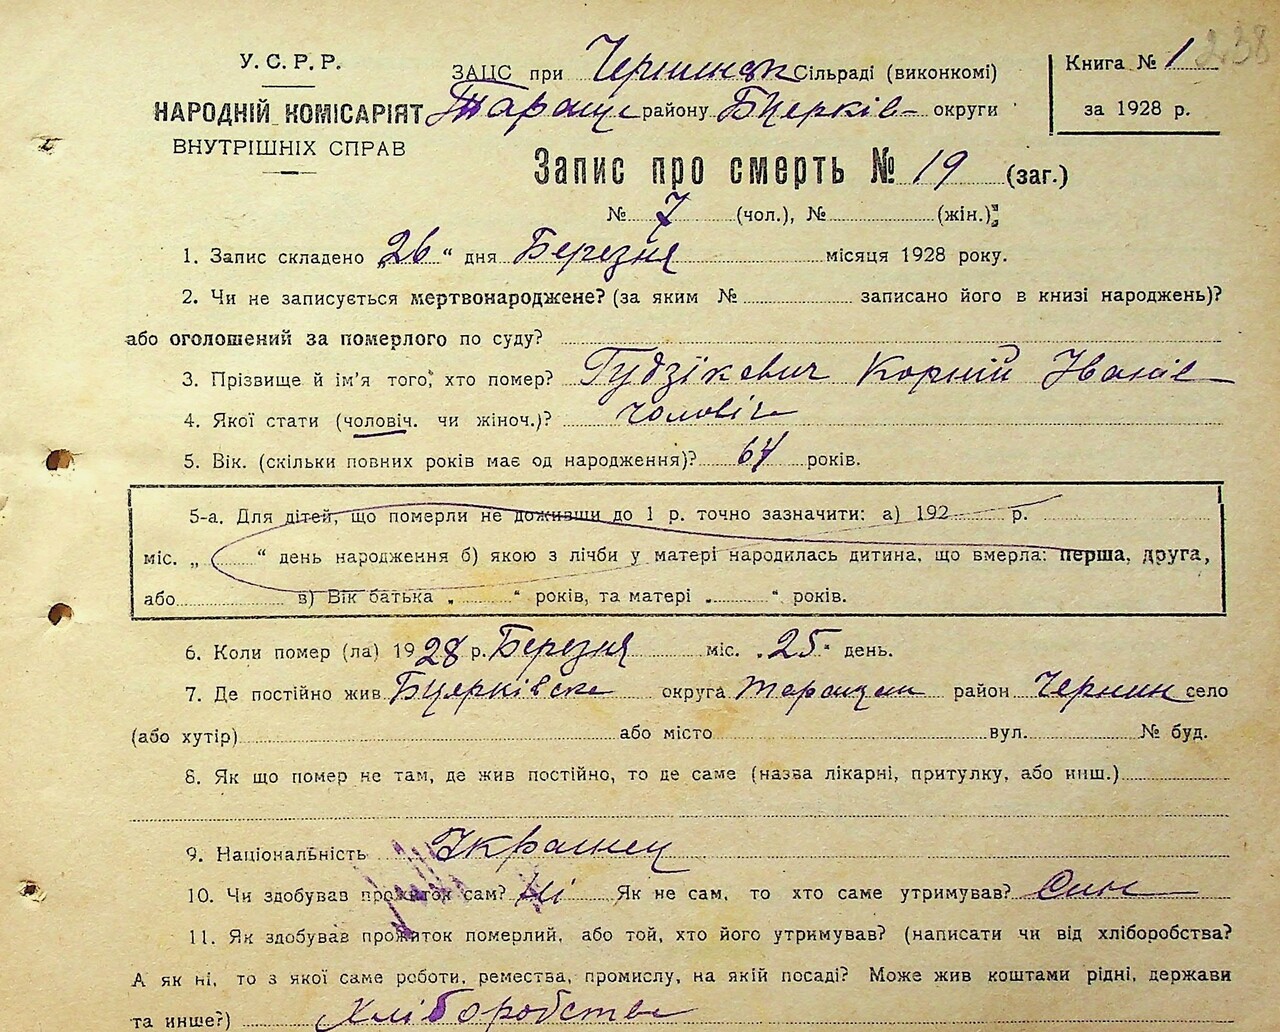 238
У.С.Р.Р.
НАРОДНІЙ КОМІСАРІЯТ
ВНУТРІШНІХ СПРАВ
ЗАЦС при Чернинск Сільраді (виконкомі)
Таращ району Бцерків округи
Книга № 1
за 1928 р.
Запис про смерть № 19 (заг.)
№ 7 (чол.), № (жін.)
1. Запис складено „26“ дня Березня місяця 1928 року.
2. Чи не записується мертвонароджене? (за яким № записано його в книзі народжень)?
або оголошений за померлого по суду?
3. Прізвище й ім'я того, хто помер? Гудзікевич Корній Іванів
4. Якої стати (чоловіч. чи жіноч.)? чоловіч
5. Вік. (скільки повних років має од народження)? 64 років.
5-а. Для дітей, що померли не доживши до 1 р. точно зазначити: а) 192 р.
міс. „ “ день народження б) якою з лічби у матері народилась дитина, що вмерла: перша, друга,
або в) Вік батька „ “ років, та матері „ “ років.
6. Коли помер (ла) 1928 р. Березня міс. „25“ день.
7. Де постійно жив Бцерківська округа Таращан район Чернин село
(або хутір) або місто вул. № буд.
8. Як що помер не там, де жив постійно, то де саме (назва лікарні, притулку, або инш.)
9. Національність Українец
10. Чи здобував прожиток сам? Ні Як не сам, то хто саме утримував? Син
11. Як здобував прожиток померлий, або той, хто його утримував? (написати чи від хліборобства?
А як ні, то з якої саме роботи, ремества, промислу, на якій посаді? Може жив коштами рідні, держави
та инше?) Хліборобства